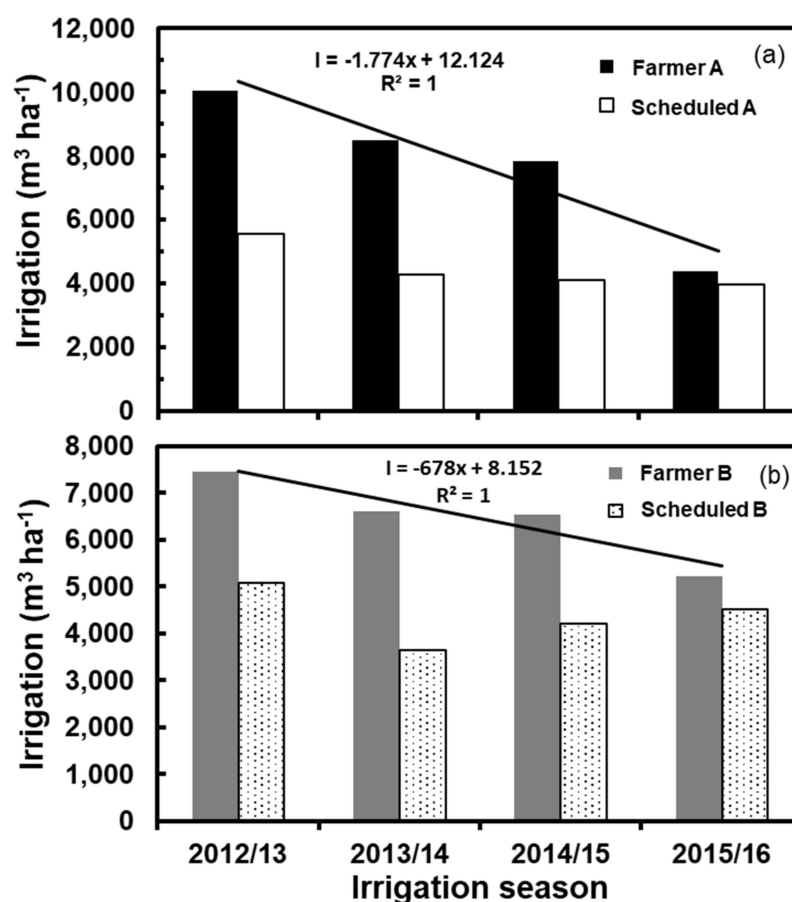 12,000
10,000
8,000
6,000
4,000
2,000
0
Irrigation (m³ ha⁻¹)
I = -1.774x + 12.124
R² = 1
Farmer A
Scheduled A
(a)
8,000
7,000
6,000
5,000
4,000
3,000
2,000
1,000
0
Irrigation (m³ ha⁻¹)
I = -678x + 8.152
R² = 1
Farmer B
Scheduled B
(b)
2012/13 2013/14 2014/15 2015/16
Irrigation season